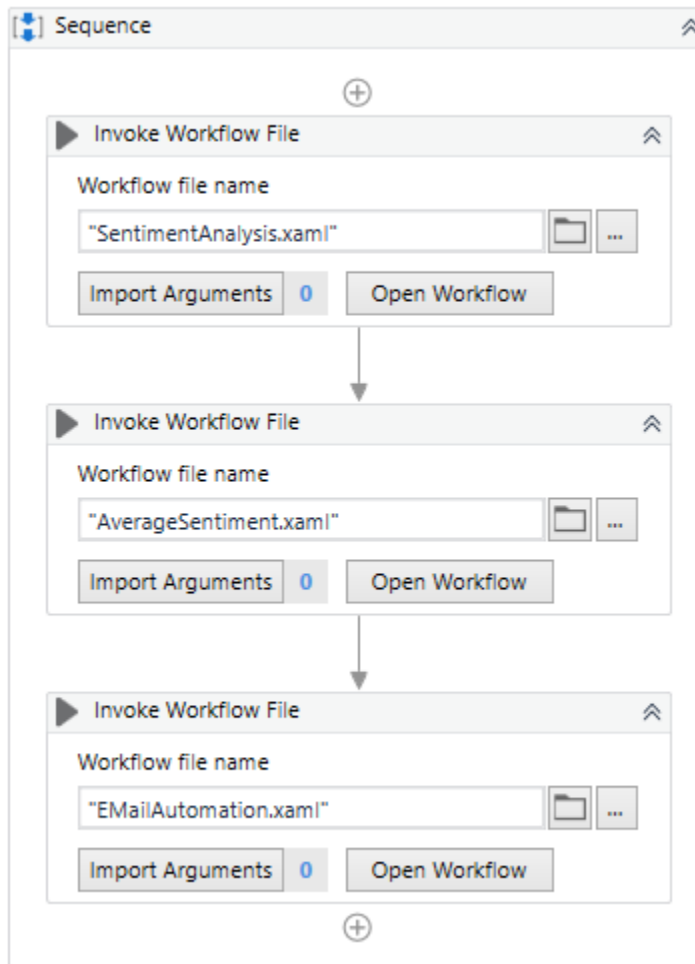 Sequence
Invoke Workflow File
Workflow file name
"SentimentAnalysis.xaml"
...
Import Arguments 0 Open Workflow
Invoke Workflow File
Workflow file name
"AverageSentiment.xaml"
...
Import Arguments 0 Open Workflow
Invoke Workflow File
Workflow file name
"EMailAutomation.xaml"
...
Import Arguments 0 Open Workflow